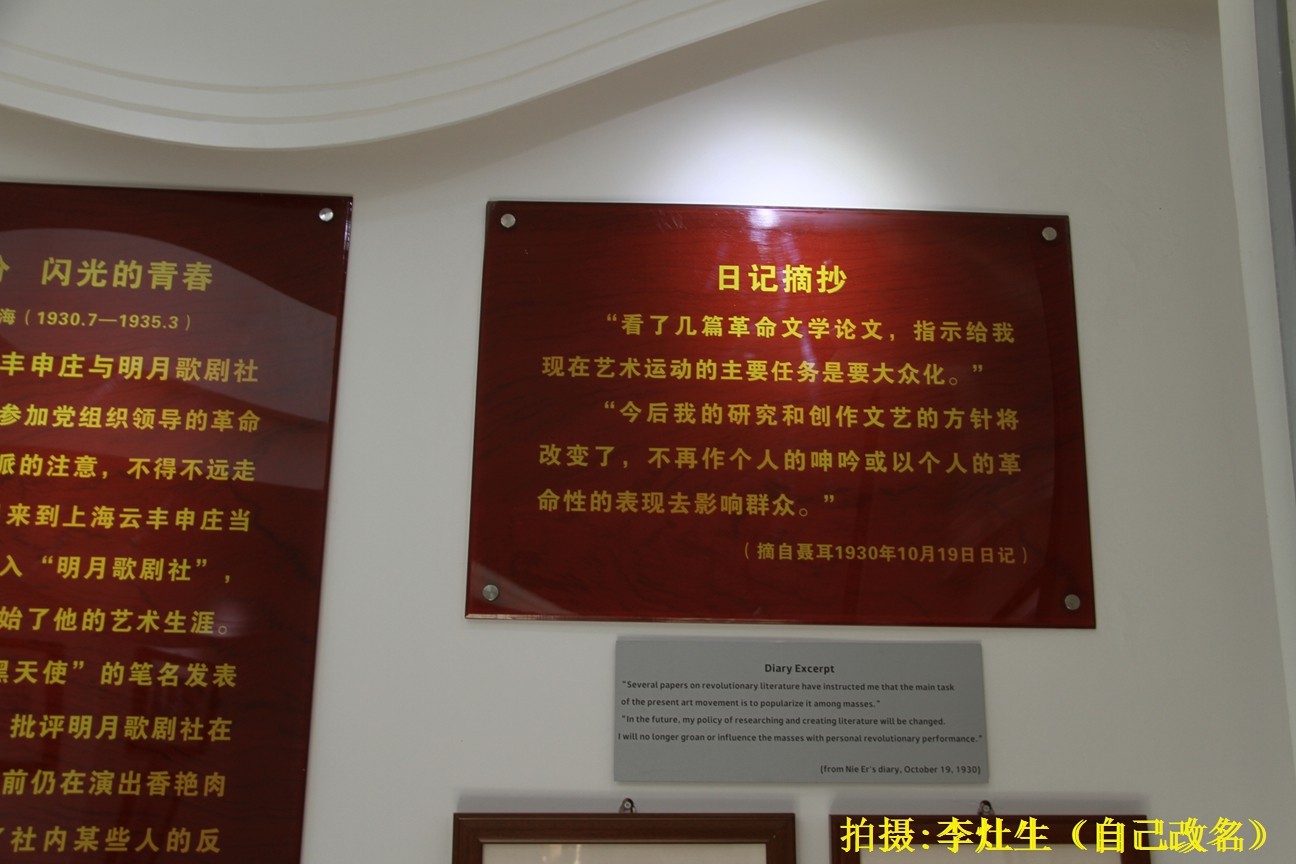 闪光的青春
海（1930.7—1935.3）
丰申庄与明月歌剧社
参加党组织领导的革命
派的注意，不得不远走
来到上海云丰申庄当
入“明月歌剧社”，
始了他的艺术生涯。
黑天使”的笔名发表
批评明月歌剧社在
前仍在演出香艳肉
了社内某些人的反
日记摘抄
“看了几篇革命文学论文，指示给我
现在艺术运动的主要任务是要大众化。”
“今后我的研究和创作文艺的方针将
改变了，不再作个人的呻吟或以个人的革
命性的表现去影响群众。”
（摘自聂耳1930年10月19日日记）
Diary Excerpt
"Several papers on revolutionary literature have instructed me that the main task
of the present art movement is to popularize it among masses."
"In the future, my policy of researching and creating literature will be changed.
I will no longer groan or influence the masses with personal revolutionary performance."
(from Nie Er's diary, October 19, 1930)
拍摄:李灶生（自己改名）